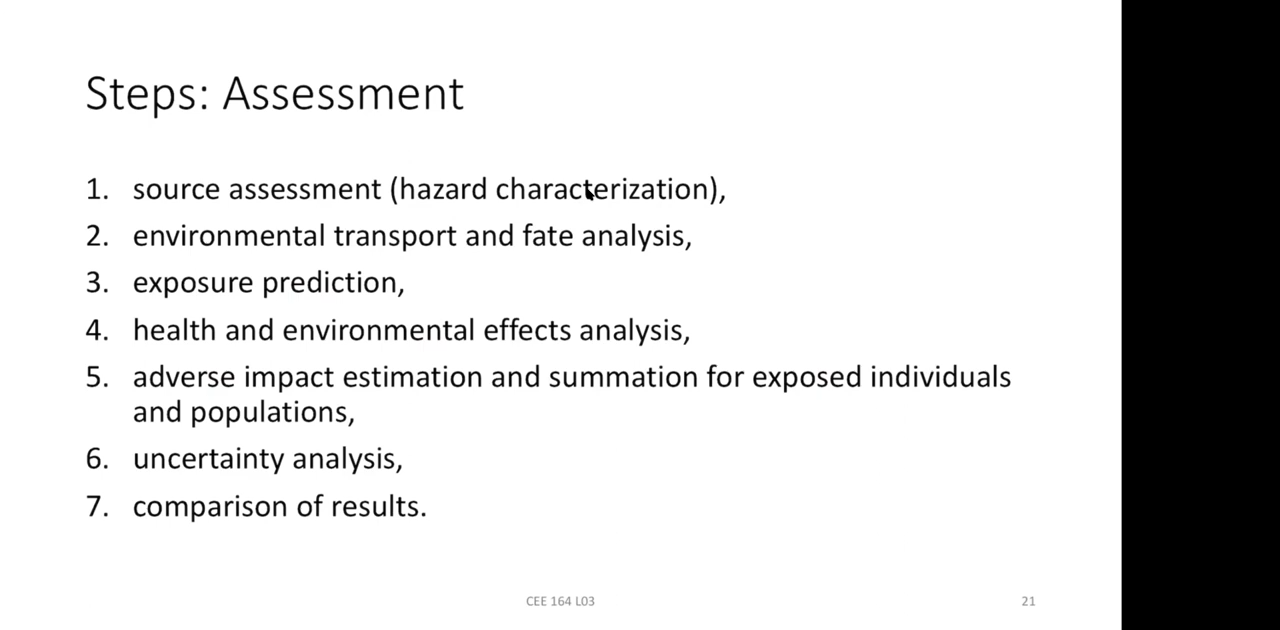 Steps: Assessment
1. source assessment (hazard characterization),
2. environmental transport and fate analysis,
3. exposure prediction,
4. health and environmental effects analysis,
5. adverse impact estimation and summation for exposed individuals
and populations,
6. uncertainty analysis,
7. comparison of results.
CEE 164 L03
21